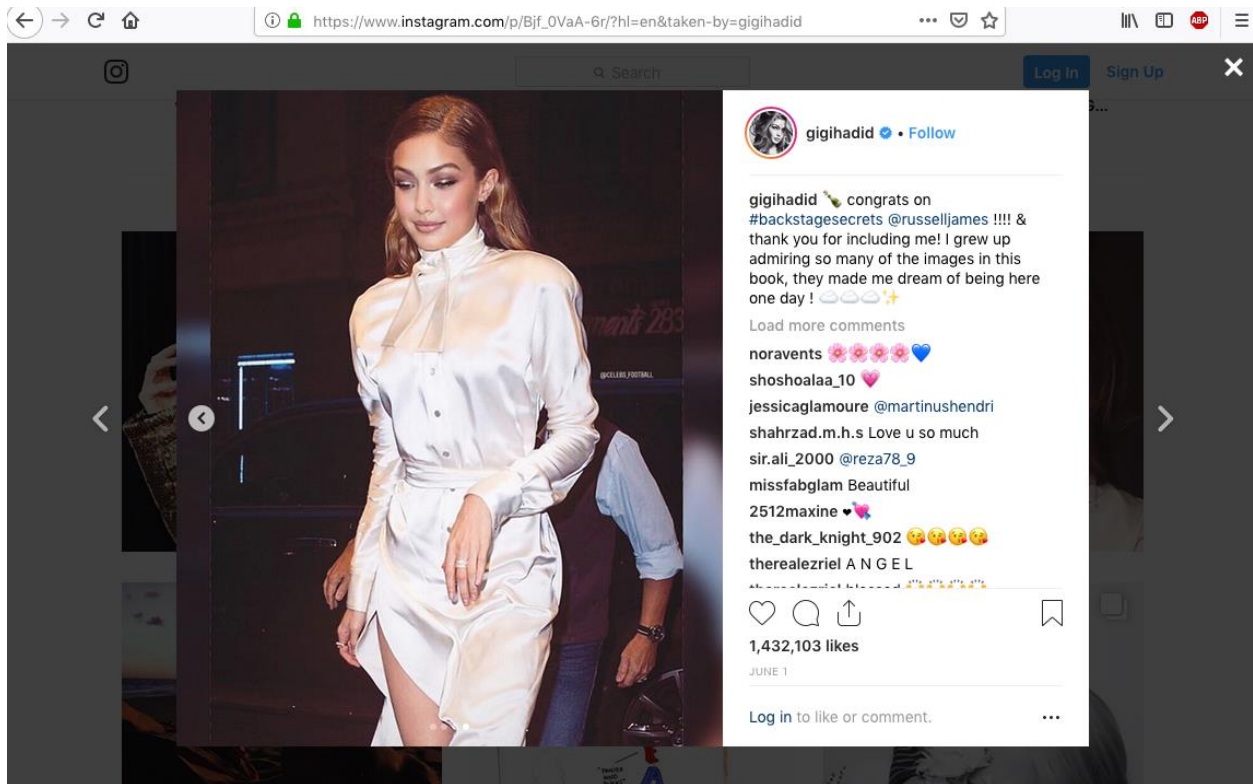 https://www.instagram.com/p/Bjf_0VaA-6r/?hl=en&taken-by=gigihadid
ABP
Search
Log In
Sign Up
gigihadid • Follow
gigihadid 🍾 congrats on
#backstagesecrets @russelljames !!!! &
thank you for including me! I grew up
admiring so many of the images in this
book, they made me dream of being here
one day ! ☁️☁️☁️✨
Load more comments
noravents 🌸🌸🌸🌸💙
shoshoalaa_10 💗
jessicaglamoure @martinushendri
shahrzad.m.h.s Love u so much
sir.ali_2000 @reza78_9
missfabglam Beautiful
2512maxine ❤💘
the_dark_knight_902 😘😘😘😘
therealezriel A N G E L
1,432,103 likes
JUNE 1
Log in to like or comment.
283
@CELEBS_FOOTBALL